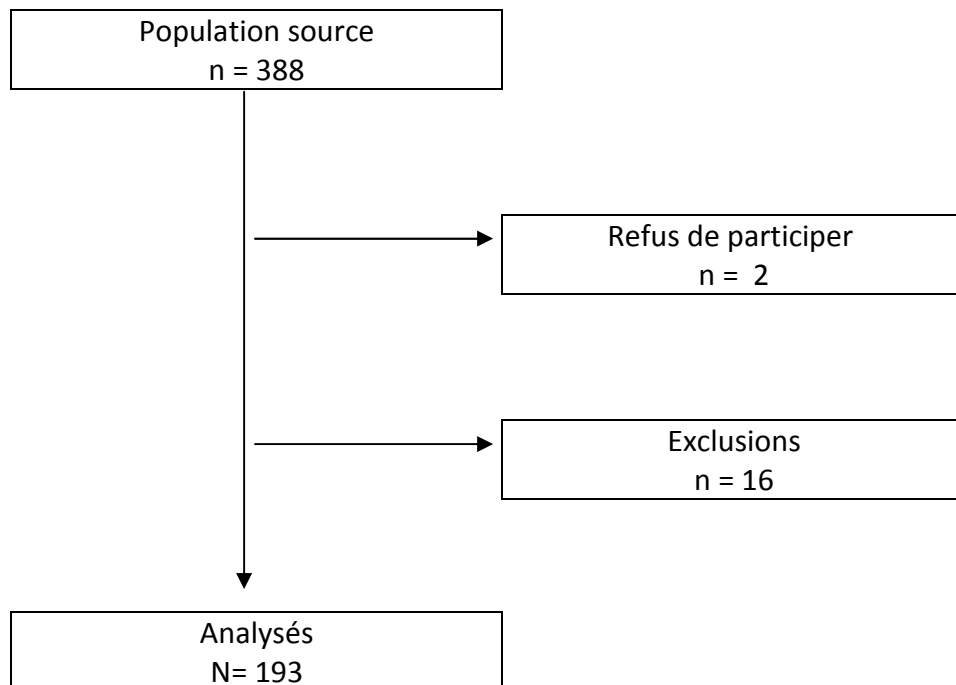 Population source
n = 388
Refus de participer
n =  2
Exclusions
n = 16
Analysés
N= 193